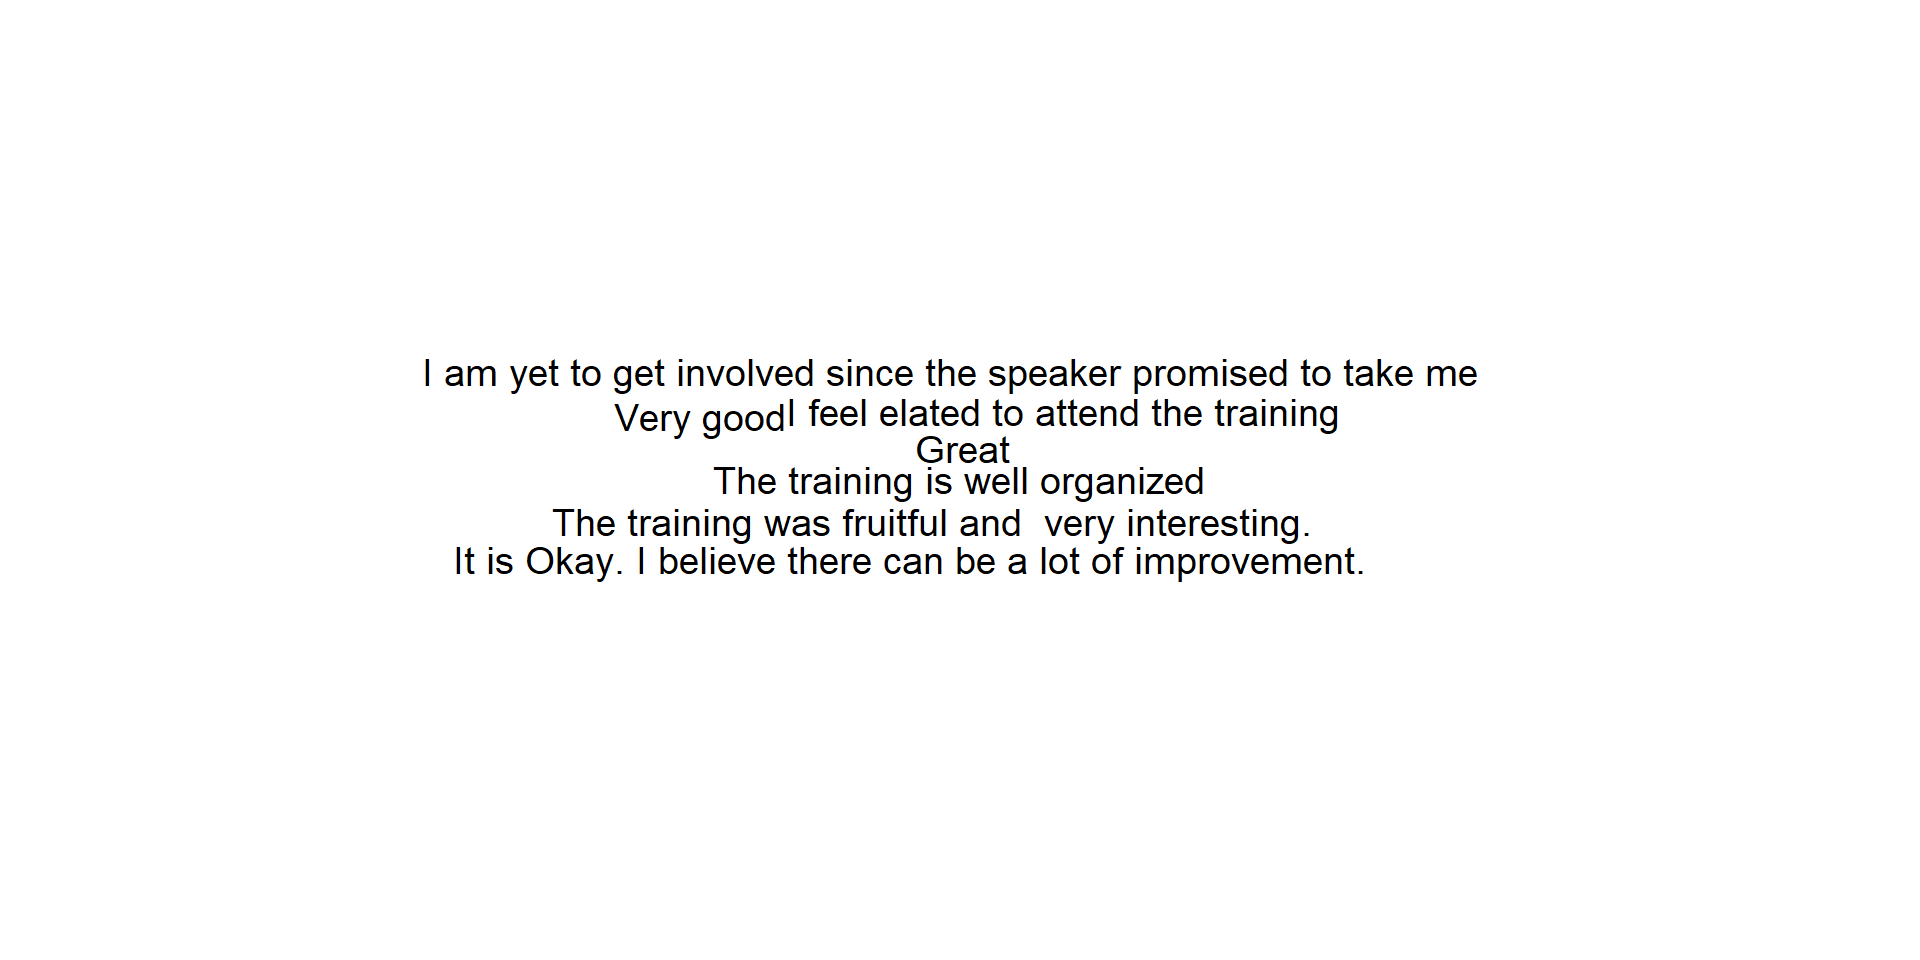 I am yet to get involved since the speaker promised to take me
Very good
I feel elated to attend the training
Great
The training is well organized
The training was fruitful and  very interesting.
It is Okay. I believe there can be a lot of improvement.